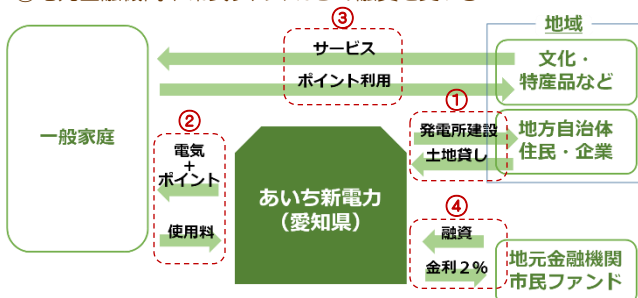 ③
地域
サービス
文化・
特産品など
ポイント利用
①
一般家庭
②
発電所建設
地方自治体
土地貸し
住民・企業
電気
+
ポイント
あいち新電力
(愛知県)
④
使用料
融資
金利2%
地元金融機関
市民ファンド